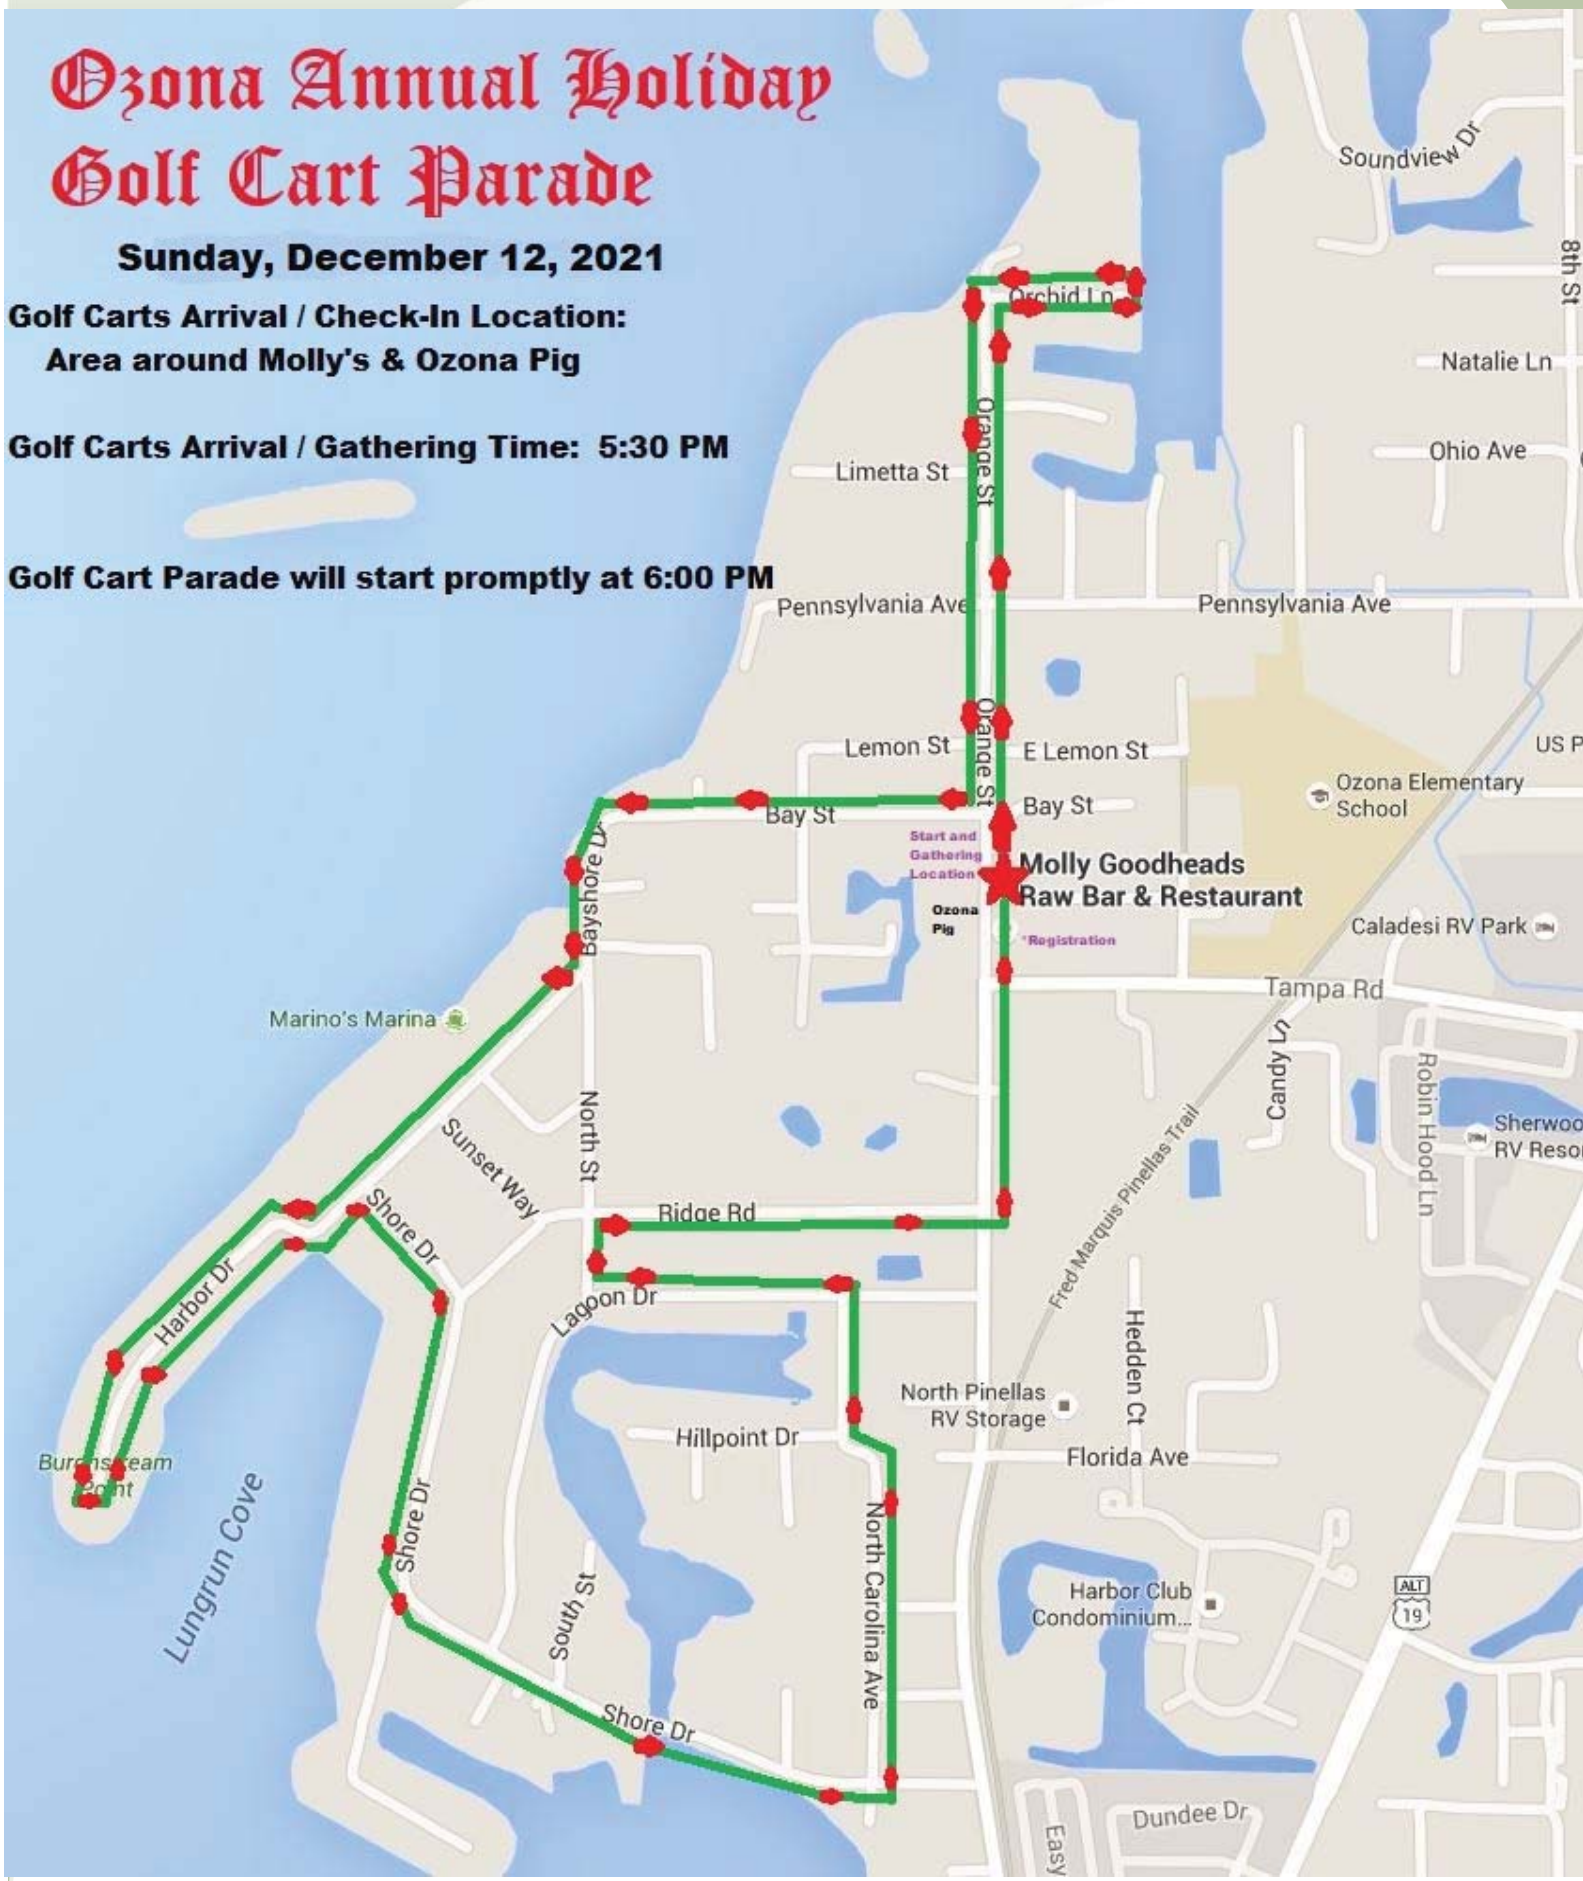 Ozona Annual Holiday
Golf Cart Parade
Sunday, December 12, 2021
Golf Carts Arrival / Check-In Location:
Area around Molly's & Ozona Pig
Golf Carts Arrival / Gathering Time: 5:30 PM
Golf Cart Parade will start promptly at 6:00 PM
Soundview Dr
8th St
Orchid Ln
Natalie Ln
Orange St
Ohio Ave
Limetta St
Pennsylvania Ave
Pennsylvania Ave
Orange St
Lemon St
E Lemon St
US P
Ozona Elementary
School
Bay St
Bay St
Bayshore Dr
Start and
Gathering
Location
Molly Goodheads
Raw Bar & Restaurant
Ozona
Pig
*Registration
Caladesi RV Park
Tampa Rd
Marino's Marina
Candy Ln
Robin Hood Ln
North St
Sunset Way
Sherwoo
RV Resor
Fred Marquis Pinellas Trail
Shore Dr
Ridge Rd
Harbor Dr
Lagoon Dr
Hedden Ct
North Pinellas
RV Storage
Hillpoint Dr
Florida Ave
Lungrun Cove
Shore Dr
North Carolina Ave
South St
Harbor Club
Condominium...
ALT
19
Shore Dr
Dundee Dr
Easy